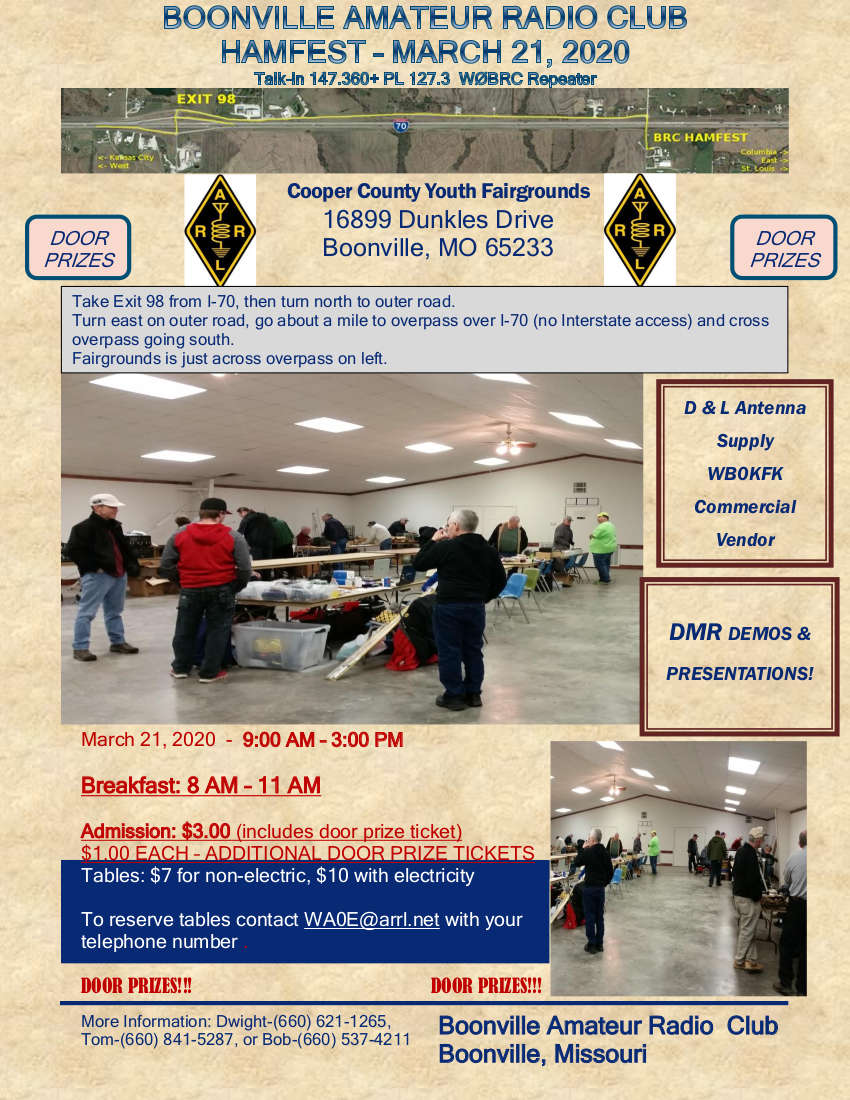 BOONVILLE AMATEUR RADIO CLUB
HAMFEST - MARCH 21, 2020
Talk-In 147.360+ PL 127.3 WØBRC Repeater
EXIT 98
70
BRC HAMFEST
<- Kansas City
<- West
Columbia ->
East ->
St. Louis ->
Cooper County Youth Fairgrounds
16899 Dunkles Drive
Boonville, MO 65233
A
R R
L
A
R R
L
DOOR
PRIZES
DOOR
PRIZES
Take Exit 98 from I-70, then turn north to outer road.
Turn east on outer road, go about a mile to overpass over I-70 (no Interstate access) and cross
overpass going south.
Fairgrounds is just across overpass on left.
D & L Antenna
Supply
WB0KFK
Commercial
Vendor
DMR DEMOS &
PRESENTATIONS!
March 21, 2020 - 9:00 AM - 3:00 PM
Breakfast: 8 AM - 11 AM
Admission: $3.00 (includes door prize ticket)
$1.00 EACH - ADDITIONAL DOOR PRIZE TICKETS
Tables: $7 for non-electric, $10 with electricity
To reserve tables contact WA0E@arrl.net with your
telephone number .
DOOR PRIZES!!! DOOR PRIZES!!!
More Information: Dwight-(660) 621-1265,
Tom-(660) 841-5287, or Bob-(660) 537-4211
Boonville Amateur Radio Club
Boonville, Missouri